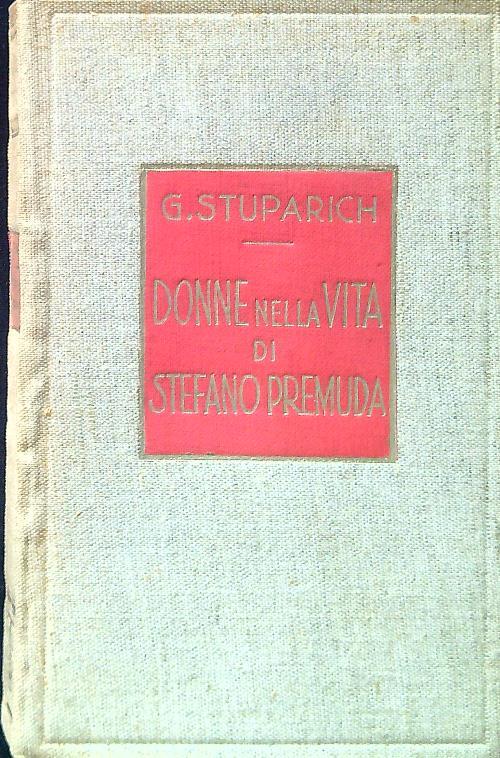 G. STUPARICH
DONNE NELLA VITA
DI
STEFANO PREMUDA